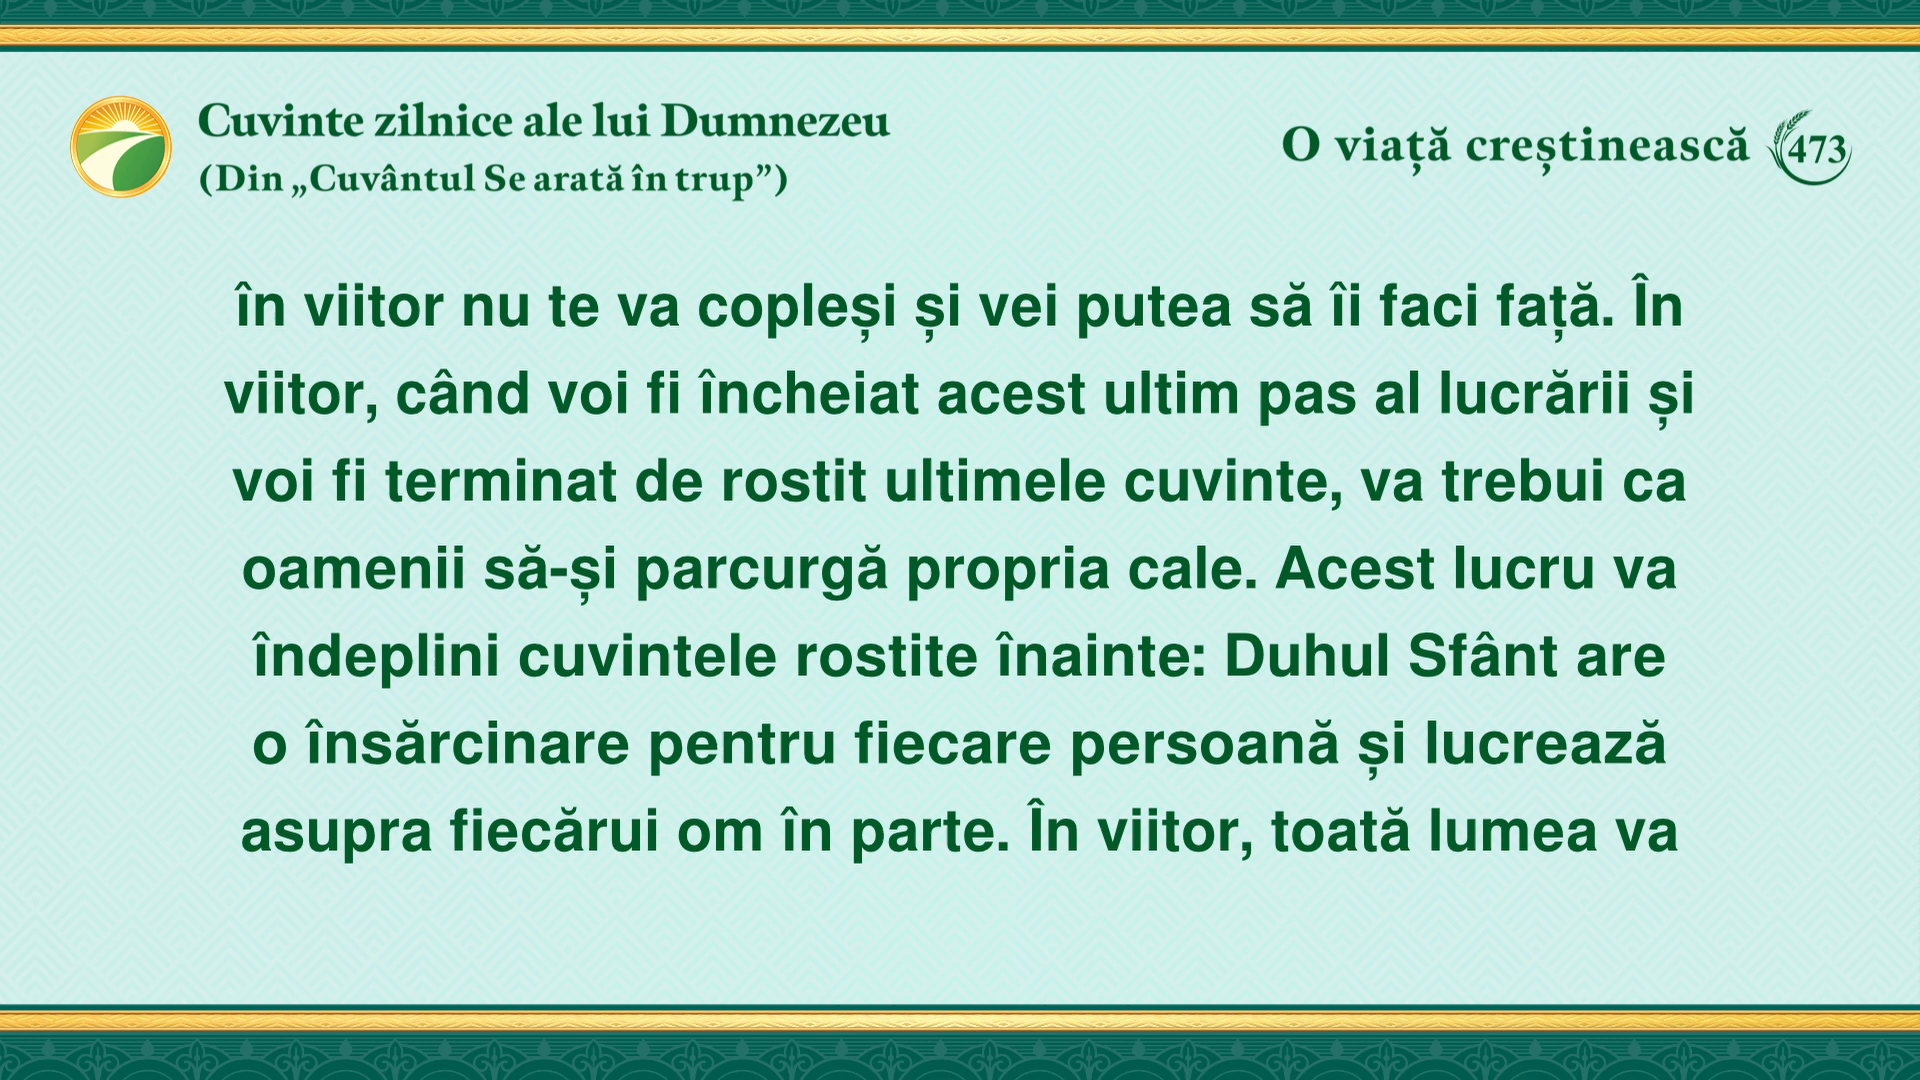 Cuvinte zilnice ale lui Dumnezeu
(Din „Cuvântul Se arată în trup”)
O viață creștinească 473
în viitor nu te va copleși și vei putea să îi faci față. În
viitor, când voi fi încheiat acest ultim pas al lucrării și
voi fi terminat de rostit ultimele cuvinte, va trebui ca
oamenii să-și parcurgă propria cale. Acest lucru va
îndeplini cuvintele rostite înainte: Duhul Sfânt are
o însărcinare pentru fiecare persoană și lucrează
asupra fiecărui om în parte. În viitor, toată lumea va